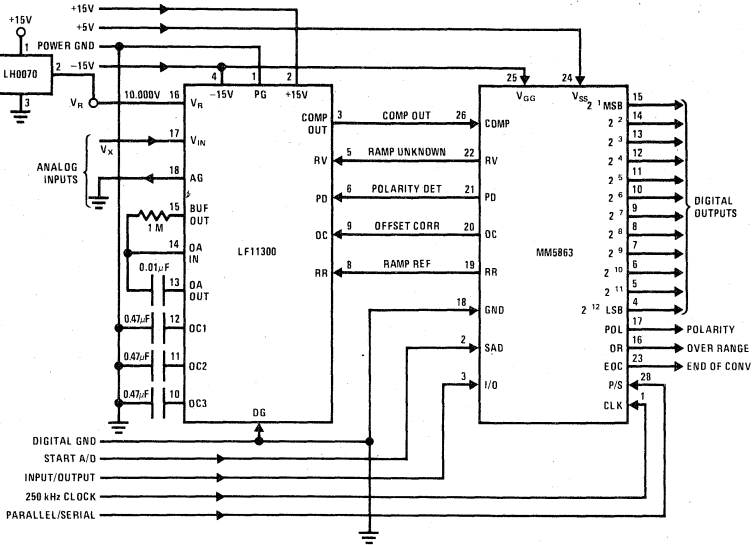 +15V
+5V
POWER GND
-15V
+15V
1
LH0070
2
3
VR
10.000V
16
4
-15V
1
PG
2
+15V
VR
VX
17
VIN
ANALOG
INPUTS
18
AG
15
BUF
OUT
1 M
14
OA
IN
0.01µF
13
OA
OUT
0.47µF
12
OC1
0.47µF
11
OC2
0.47µF
10
OC3
LF11300
DG
COMP
OUT
3
COMP OUT
26
COMP
RV
5
RAMP UNKNOWN
22
RV
PD
6
POLARITY DET
21
PD
OC
9
OFFSET CORR
20
OC
RR
8
RAMP REF
19
RR
18
GND
2
SAD
3
I/O
25
VGG
24
VSS
MM5863
2 1 MSB
15
2 2
14
2 3
13
2 4
12
2 5
11
2 6
10
2 7
9
2 8
8
2 9
7
2 10
6
2 11
5
2 12 LSB
4
DIGITAL
OUTPUTS
POL
17
POLARITY
OR
16
OVER RANGE
EOC
23
END OF CONV
P/S
28
CLK
1
DIGITAL GND
START A/D
INPUT/OUTPUT
250 kHz CLOCK
PARALLEL/SERIAL